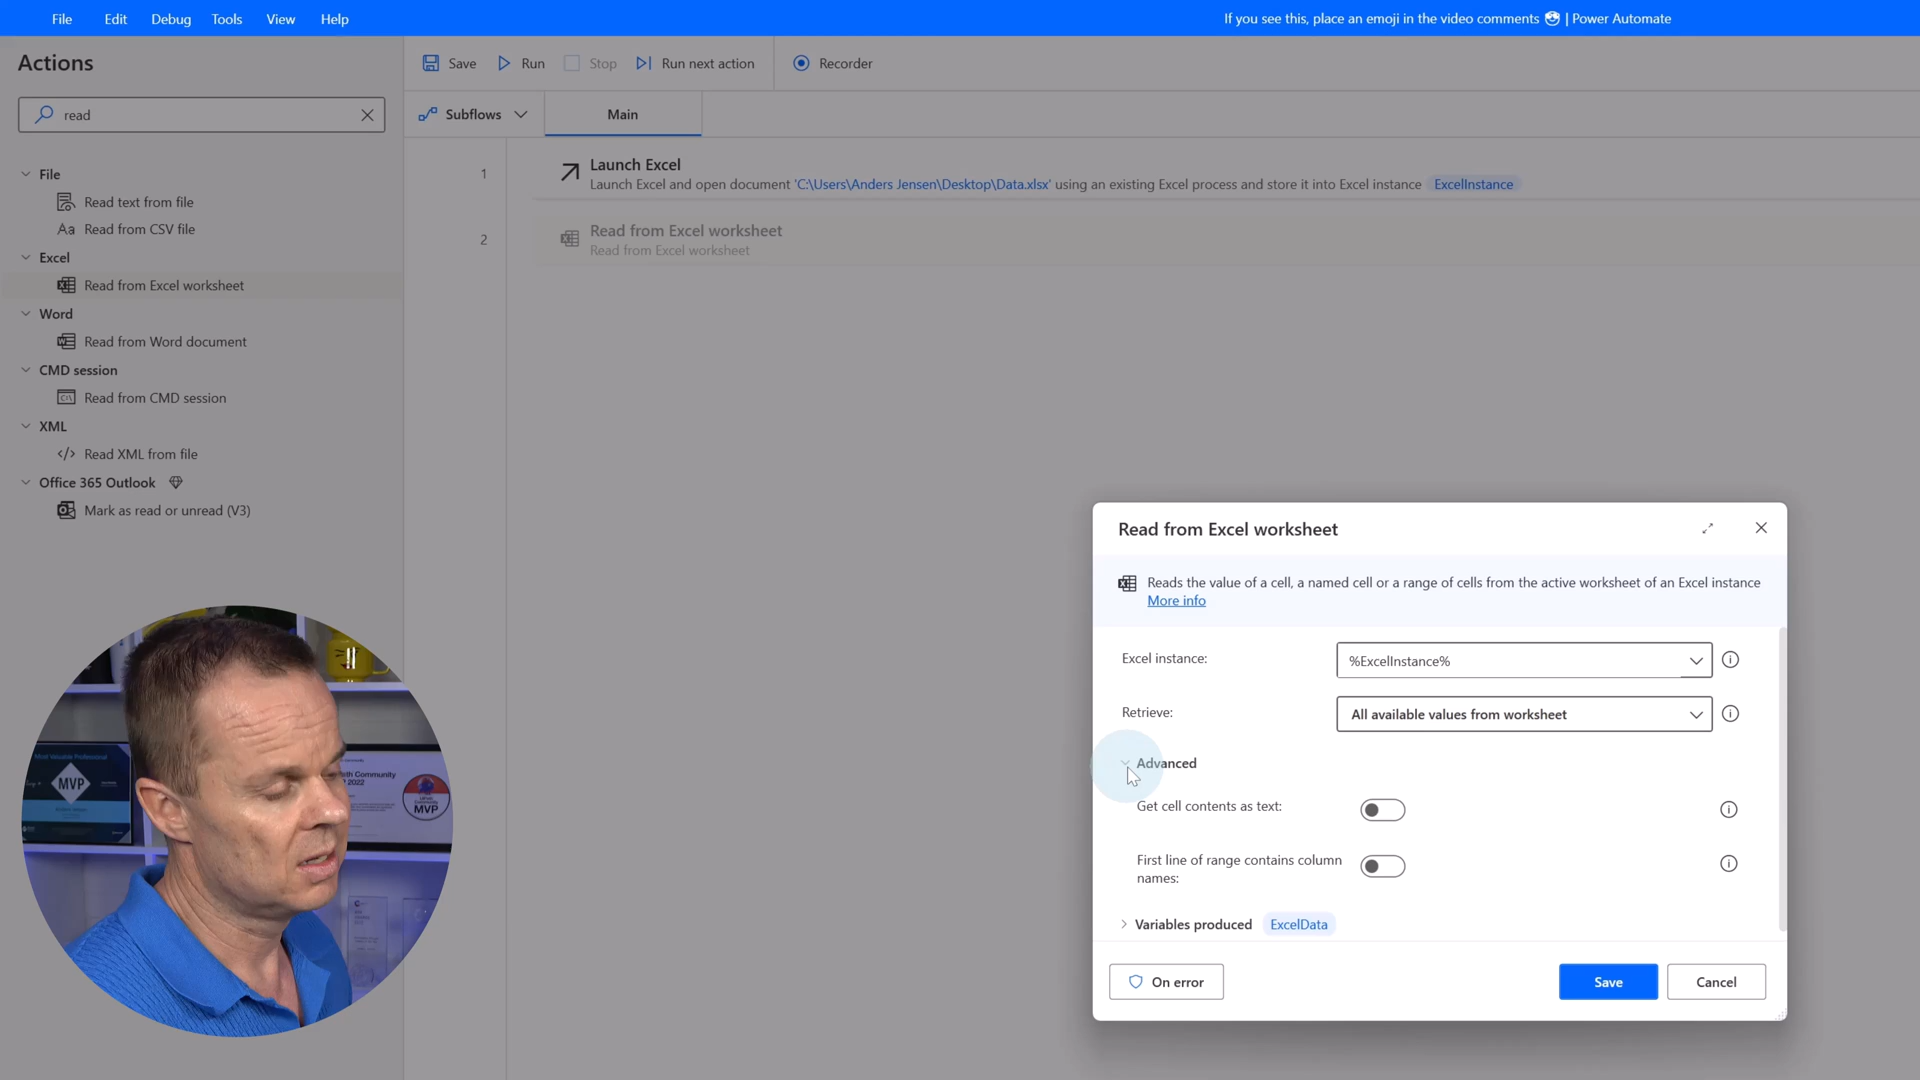 File Edit Debug Tools View Help
If you see this, place an emoji in the video comments 😎 | Power Automate
Actions
Save Run Stop Run next action Recorder
read
Subflows Main
File
Read text from file
Read from CSV file
Excel
Read from Excel worksheet
Word
Read from Word document
CMD session
Read from CMD session
XML
Read XML from file
Office 365 Outlook
Mark as read or unread (V3)
1
Launch Excel
Launch Excel and open document 'C:\Users\Anders Jensen\Desktop\Data.xlsx' using an existing Excel process and store it into Excel instance ExcelInstance
2
Read from Excel worksheet
Read from Excel worksheet
Read from Excel worksheet
Reads the value of a cell, a named cell or a range of cells from the active worksheet of an Excel instance
More info
Excel instance: %ExcelInstance%
Retrieve: All available values from worksheet
Advanced
Get cell contents as text:
First line of range contains column
names:
Variables produced ExcelData
On error Save Cancel
Most Valuable Professional
MVP
Community
2022
MVP